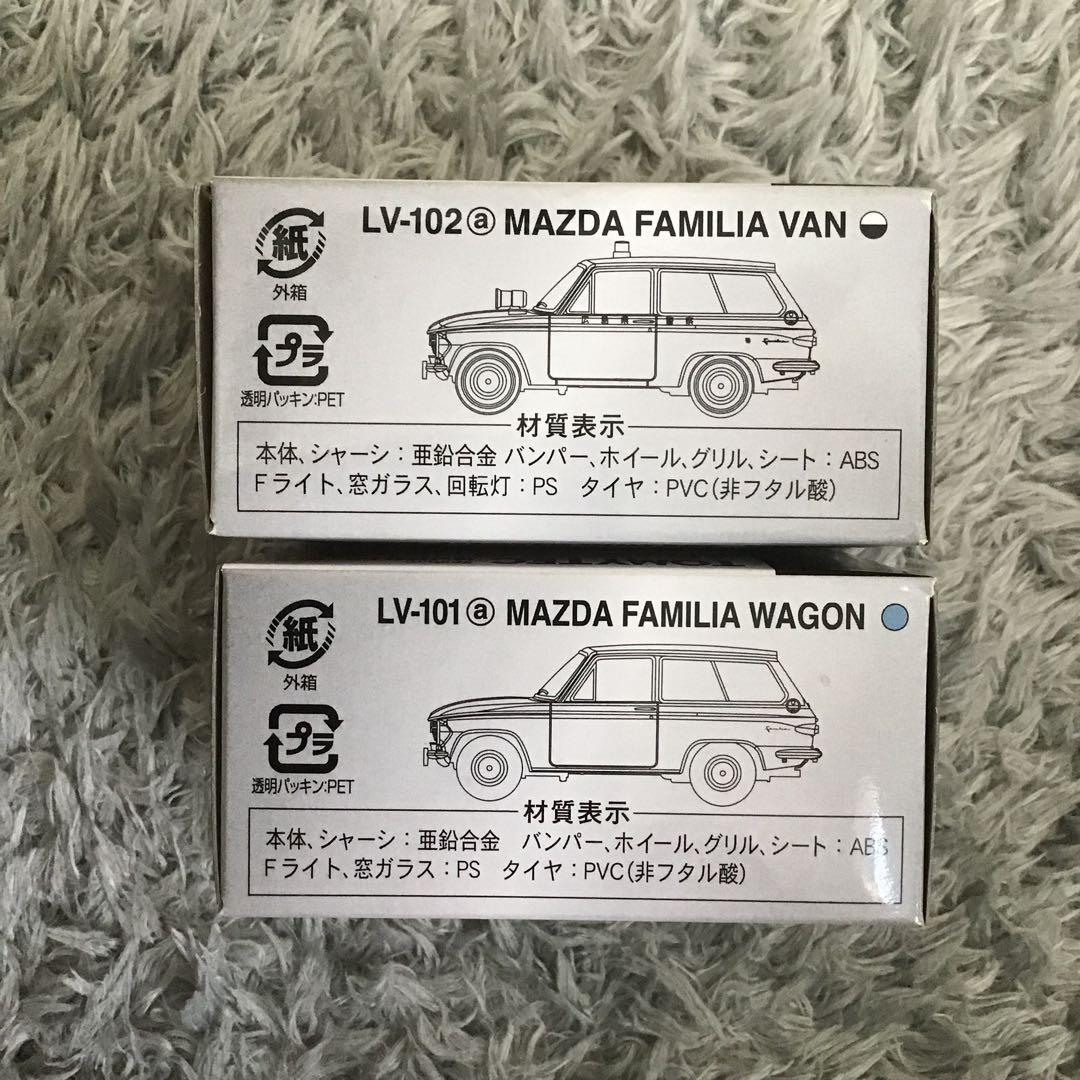 LV-102ⓐ MAZDA FAMILIA VAN
紙
外箱
プラ
透明パッキン:PET
広島県警察
材質表示
本体、シャーシ:亜鉛合金 バンパー、ホイール、グリル、シート:ABS
Fライト、窓ガラス、回転灯:PS タイヤ:PVC(非フタル酸)
LV-101ⓐ MAZDA FAMILIA WAGON
紙
外箱
プラ
透明パッキン:PET
材質表示
本体、シャーシ:亜鉛合金 バンパー、ホイール、グリル、シート:ABS
Fライト、窓ガラス:PS タイヤ:PVC(非フタル酸)